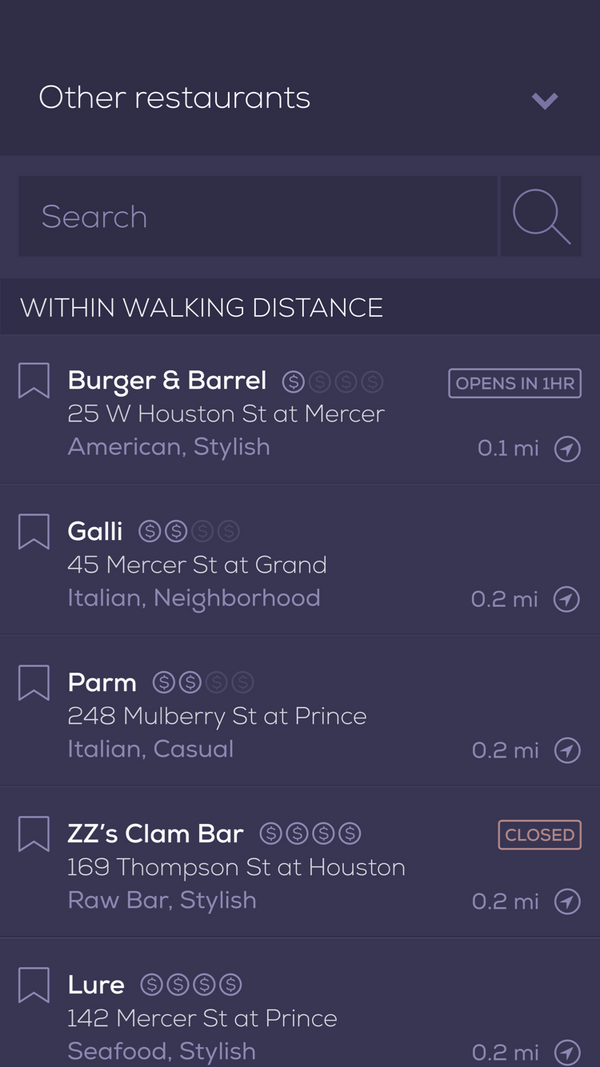 Other restaurants
Search
WITHIN WALKING DISTANCE
Burger & Barrel $$$$ OPENS IN 1HR
25 W Houston St at Mercer
American, Stylish 0.1 mi
Galli $$$$
45 Mercer St at Grand
Italian, Neighborhood 0.2 mi
Parm $$$$
248 Mulberry St at Prince
Italian, Casual 0.2 mi
ZZ’s Clam Bar $$$$ CLOSED
169 Thompson St at Houston
Raw Bar, Stylish 0.2 mi
Lure $$$$
142 Mercer St at Prince
Seafood, Stylish 0.2 mi